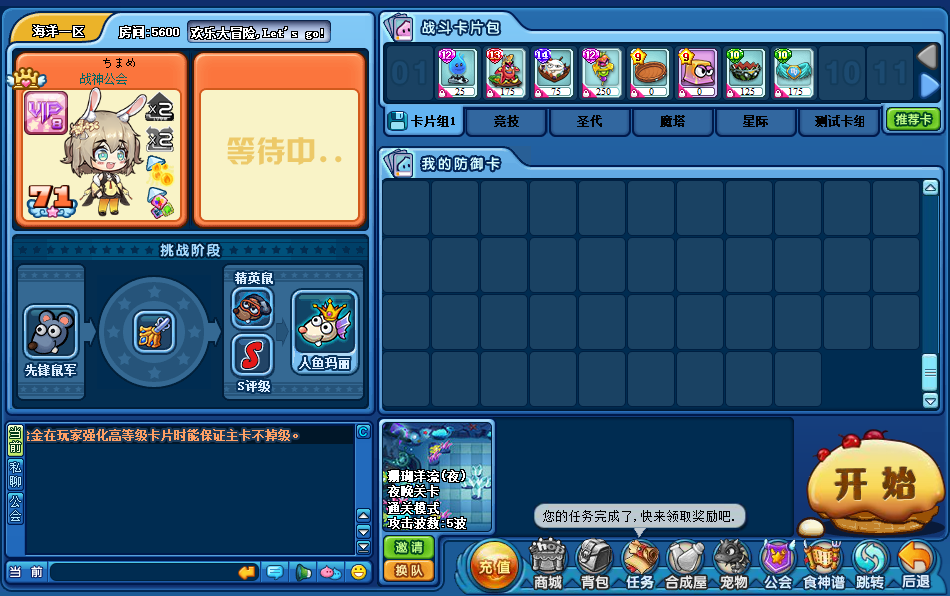 海洋一区
房间:5600
欢乐大冒险,Let's go!
ちまめ
战神公会
VIP
8
x2
x2
71
等待中..
挑战阶段
先锋鼠军
精英鼠
S
S评级
人鱼玛丽
战斗卡片包
01
12
25
13
175
14
75
12
250
9
0
9
0
10
125
10
175
10
11
卡片组1
竞技
圣代
魔塔
星际
测试卡组
推荐卡
我的防御卡
当前
私聊
公会
金在玩家强化高等级卡片时能保证主卡不掉级。
C
当 前
珊瑚洋流(夜)
夜晚关卡
通关模式
攻击波数:5波
邀请
换队
您的任务完成了,快来领取奖励吧.
开始
充值
商城
背包
任务
合成屋
宠物
公会
食神谱
跳转
后退